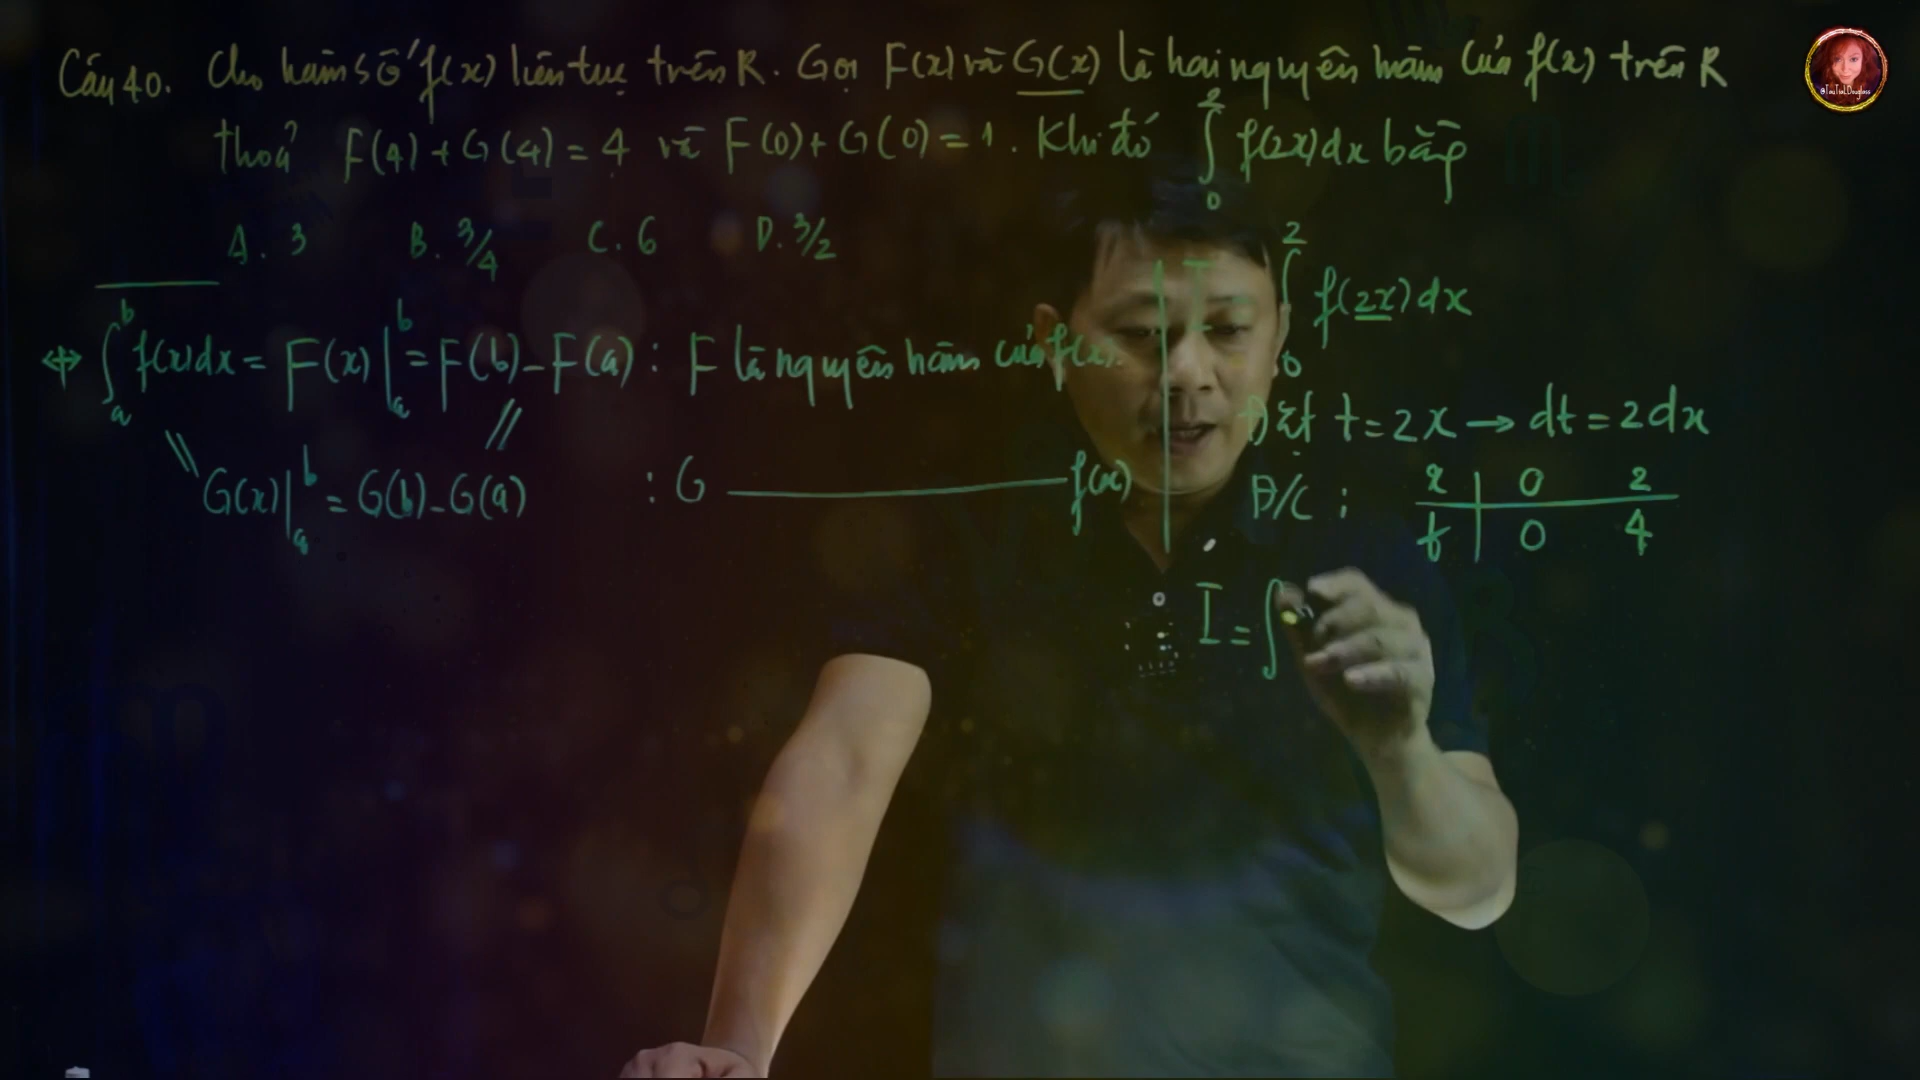 Câu 40. Cho hàm số f(x) liên tục trên R. Gọi F(x) và G(x) là hai nguyên hàm của f(x) trên R
thoả F(4) + G(4) = 4 và F(0) + G(0) = 1. Khi đó ∫₀² f(2x)dx bằng
A. 3 B. 3/4 C. 6 D. 3/2
∫ₐᵇ f(x)dx = F(x)|ₐᵇ = F(b) - F(a) : F là nguyên hàm của f(x).
G(x)|ₐᵇ = G(b) - G(a) : G ———— f(x)
I = ∫₀² f(2x)dx
Đặt t = 2x → dt = 2dx
Đ/C : x | 0 2
t | 0 4
I = ∫
@TinuTinaLDouglass